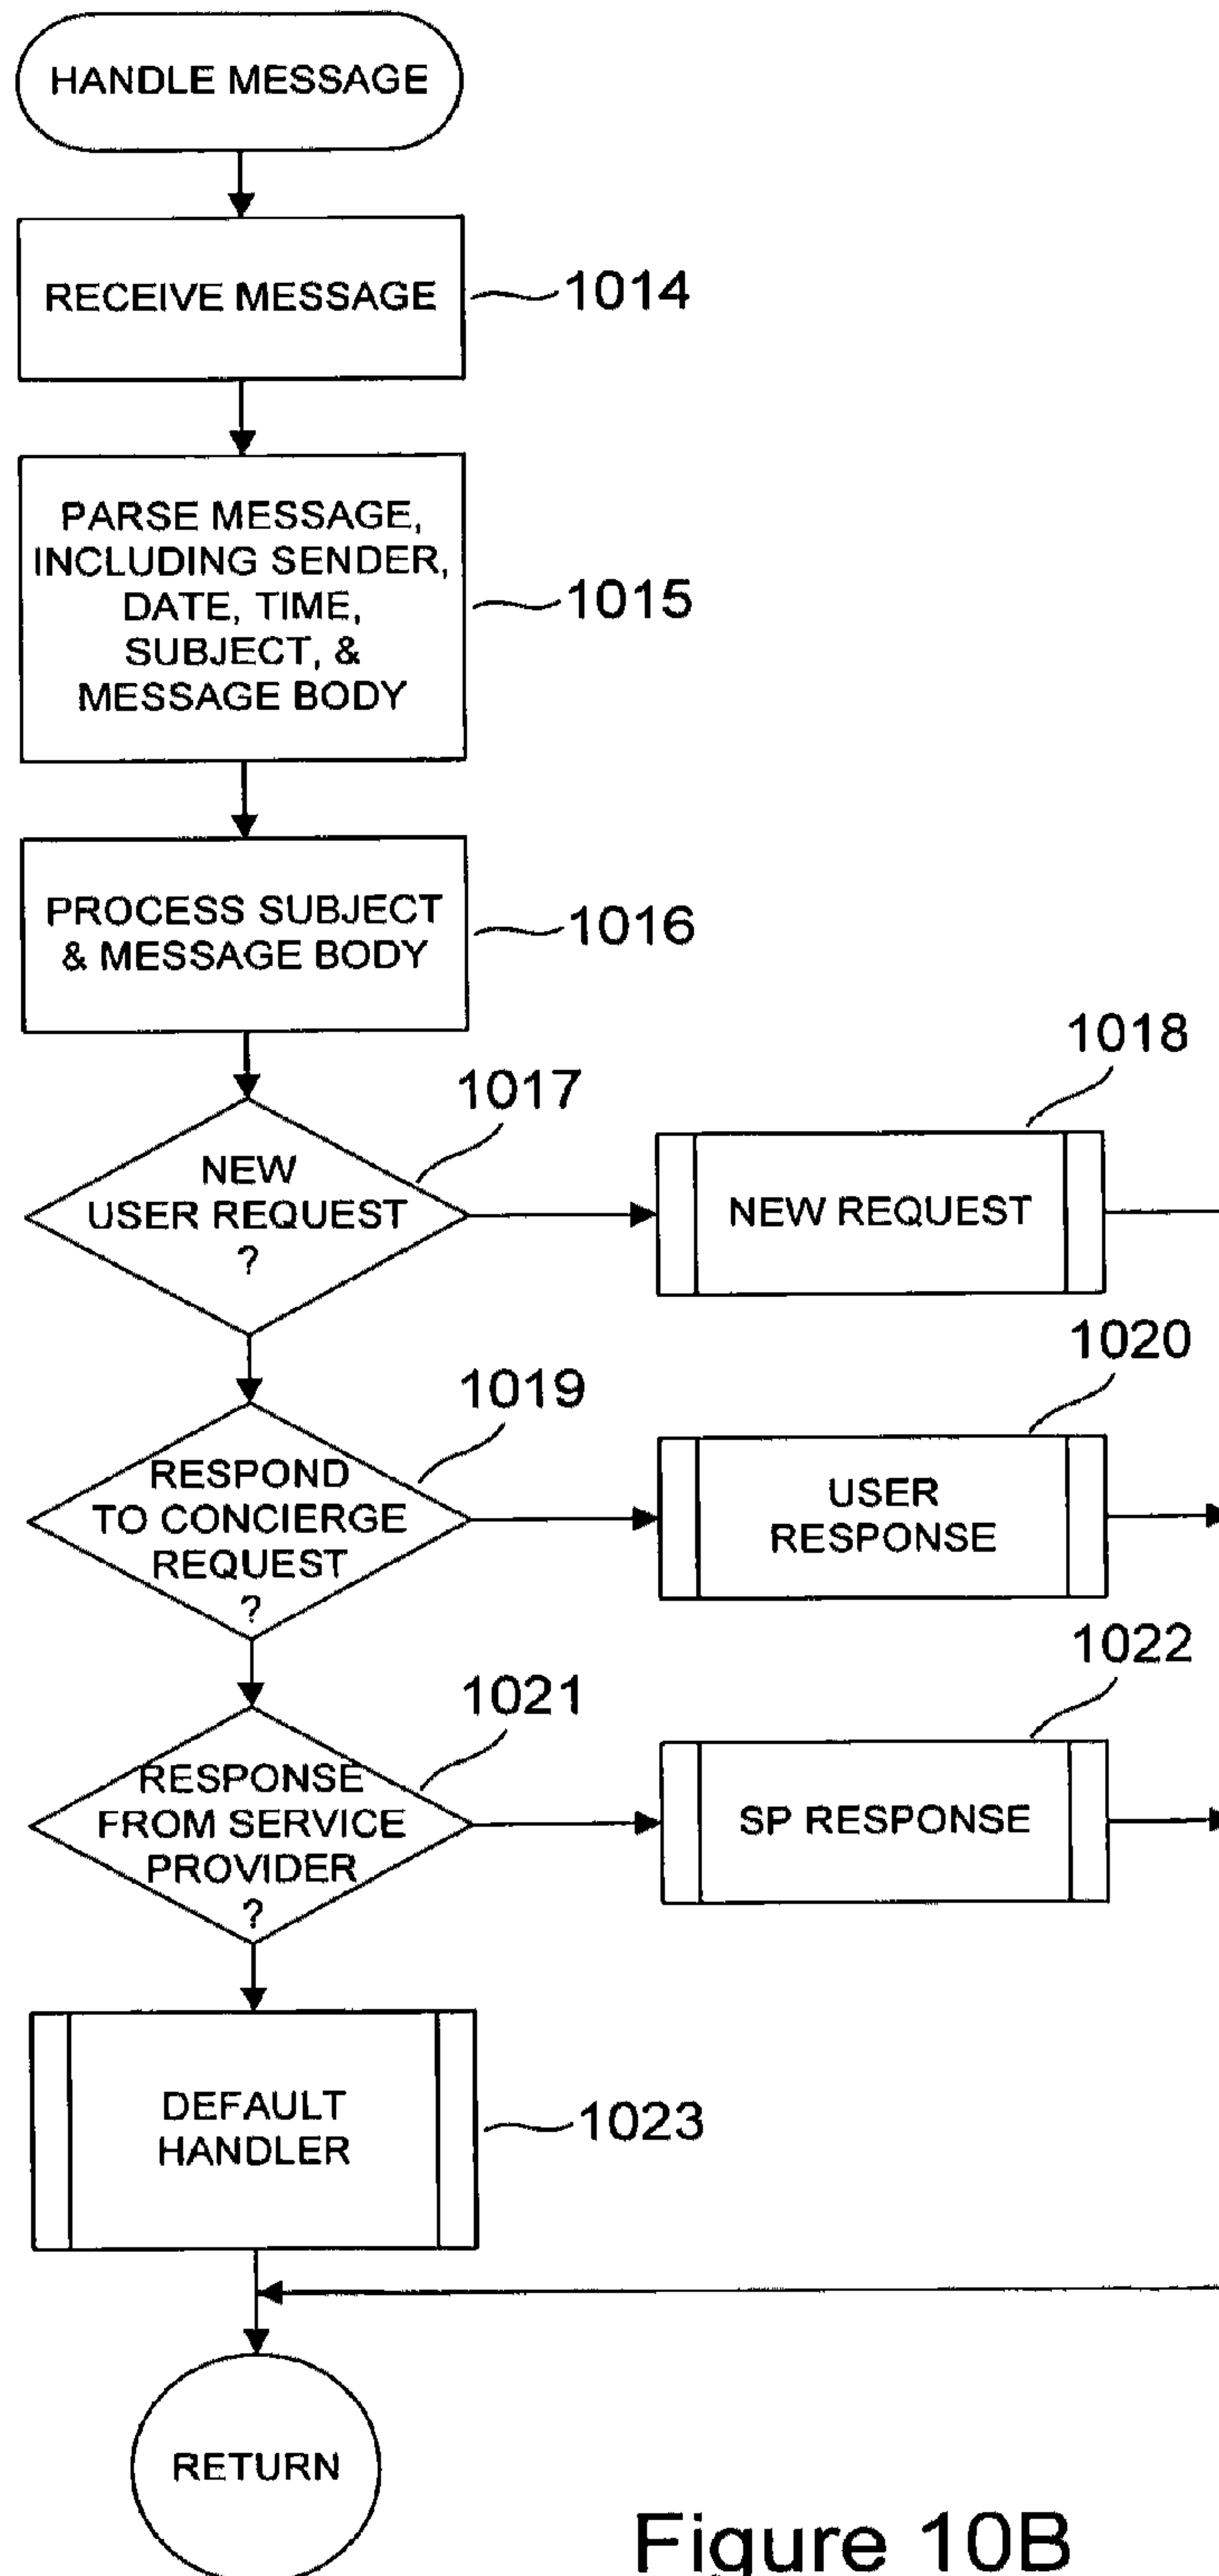 HANDLE MESSAGE
RECEIVE MESSAGE
1014
PARSE MESSAGE,
INCLUDING SENDER,
DATE, TIME,
SUBJECT, &
MESSAGE BODY
1015
PROCESS SUBJECT
& MESSAGE BODY
1016
1017
NEW
USER REQUEST
?
1018
NEW REQUEST
1019
RESPOND
TO CONCIERGE
REQUEST
?
1020
USER
RESPONSE
1021
RESPONSE
FROM SERVICE
PROVIDER
?
1022
SP RESPONSE
DEFAULT
HANDLER
1023
RETURN
Figure 10B